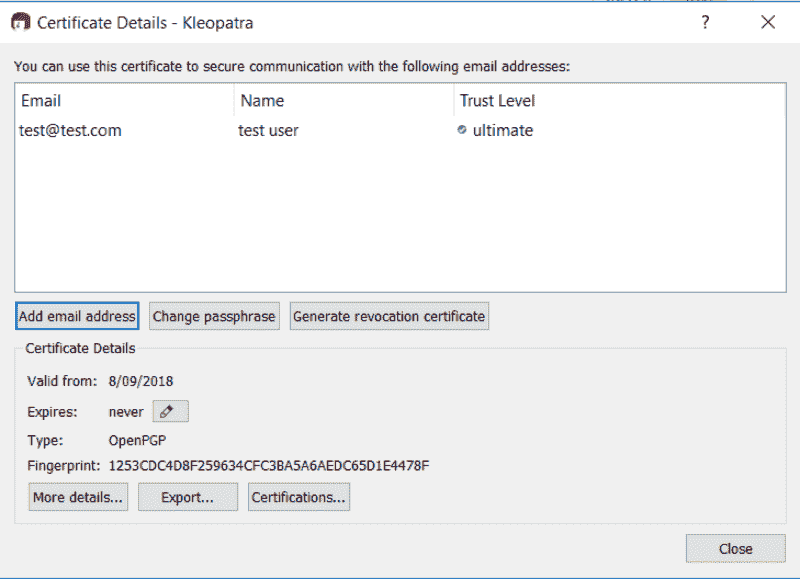 Certificate Details - Kleopatra ?
You can use this certificate to secure communication with the following email addresses:
Email Name Trust Level
test@test.com test user ultimate
Add email address Change passphrase Generate revocation certificate
Certificate Details
Valid from: 8/09/2018
Expires: never
Type: OpenPGP
Fingerprint: 1253CDC4D8F259634CFC3BA5A6AEDC65D1E4478F
More details... Export... Certifications...
Close